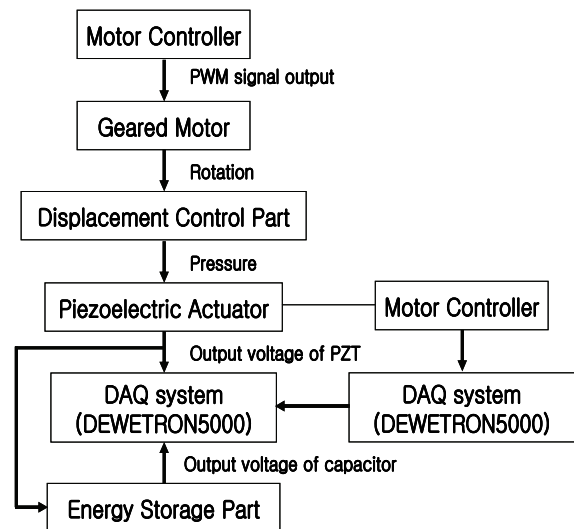 Motor Controller
PWM signal output
Geared Motor
Rotation
Displacement Control Part
Pressure
Piezoelectric Actuator
Motor Controller
Output voltage of PZT
DAQ system
(DEWETRON5000)
DAQ system
(DEWETRON5000)
Output voltage of capacitor
Energy Storage Part